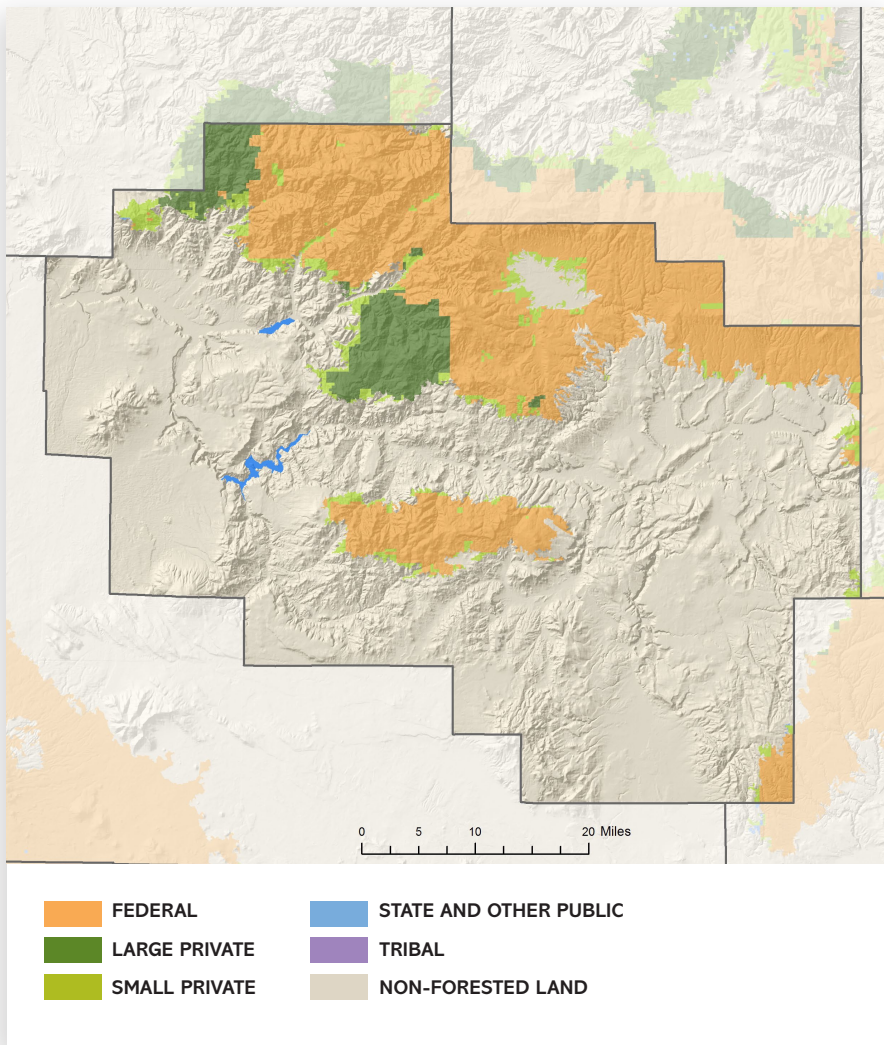 0 5 10 20 Miles
FEDERAL
LARGE PRIVATE
SMALL PRIVATE
STATE AND OTHER PUBLIC
TRIBAL
NON-FORESTED LAND